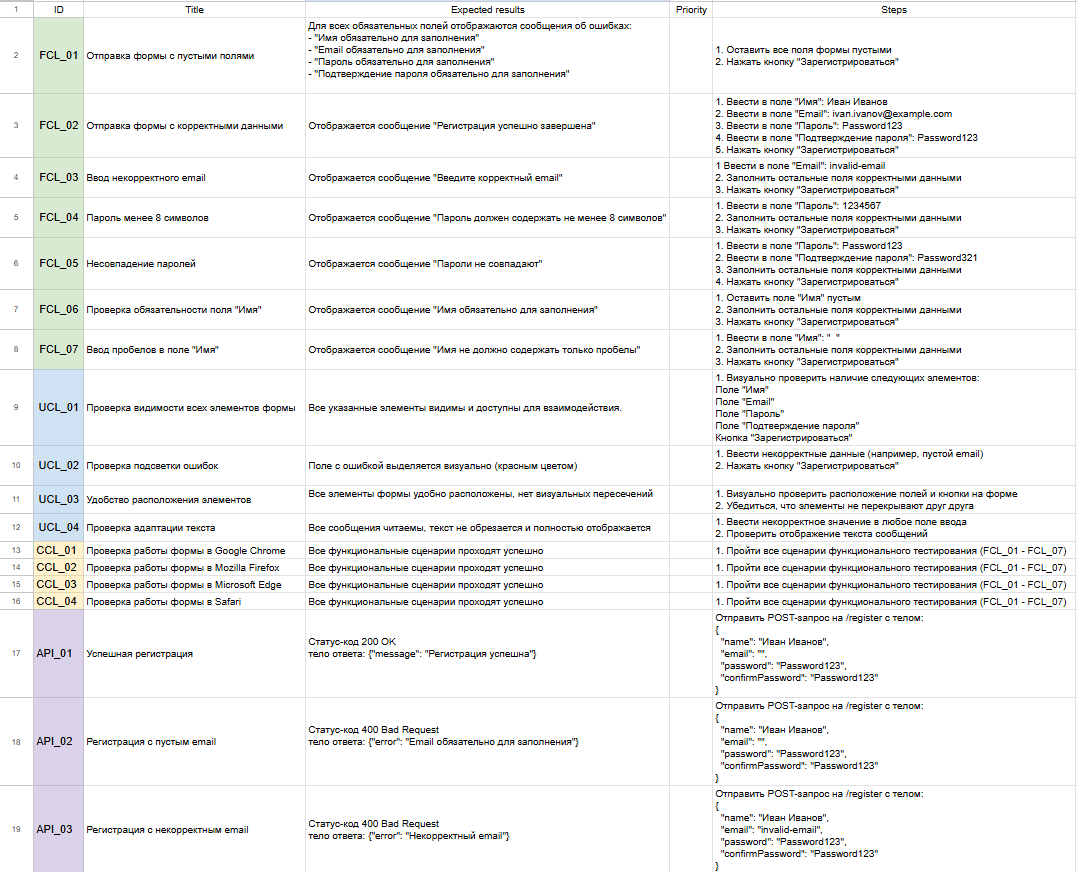 1 ID Title Expected results Priority Steps
2 FCL_01 Отправка формы с пустыми полями
Для всех обязательных полей отображаются сообщения об ошибках:
- "Имя обязательно для заполнения"
- "Email обязательно для заполнения"
- "Пароль обязательно для заполнения"
- "Подтверждение пароля обязательно для заполнения"
1. Оставить все поля формы пустыми
2. Нажать кнопку "Зарегистрироваться"
3 FCL_02 Отправка формы с корректными данными
Отображается сообщение "Регистрация успешно завершена"
1. Ввести в поле "Имя": Иван Иванов
2. Ввести в поле "Email": ivan.ivanov@example.com
3. Ввести в поле "Пароль": Password123
4. Ввести в поле "Подтверждение пароля": Password123
5. Нажать кнопку "Зарегистрироваться"
4 FCL_03 Ввод некорректного email
Отображается сообщение "Введите корректный email"
1 Ввести в поле "Email": invalid-email
2. Заполнить остальные поля корректными данными
3. Нажать кнопку "Зарегистрироваться"
5 FCL_04 Пароль менее 8 символов
Отображается сообщение "Пароль должен содержать не менее 8 символов"
1. Ввести в поле "Пароль": 1234567
2. Заполнить остальные поля корректными данными
3. Нажать кнопку "Зарегистрироваться"
6 FCL_05 Несовпадение паролей
Отображается сообщение "Пароли не совпадают"
1. Ввести в поле "Пароль": Password123
2. Ввести в поле "Подтверждение пароля": Password321
3. Заполнить остальные поля корректными данными
4. Нажать кнопку "Зарегистрироваться"
7 FCL_06 Проверка обязательности поля "Имя"
Отображается сообщение "Имя обязательно для заполнения"
1. Оставить поле "Имя" пустым
2. Заполнить остальные поля корректными данными
3. Нажать кнопку "Зарегистрироваться"
8 FCL_07 Ввод пробелов в поле "Имя"
Отображается сообщение "Имя не должно содержать только пробелы"
1. Ввести в поле "Имя": "  "
2. Заполнить остальные поля корректными данными
3. Нажать кнопку "Зарегистрироваться"
9 UCL_01 Проверка видимости всех элементов формы
Все указанные элементы видимы и доступны для взаимодействия.
1. Визуально проверить наличие следующих элементов:
Поле "Имя"
Поле "Email"
Поле "Пароль"
Поле "Подтверждение пароля"
Кнопка "Зарегистрироваться"
10 UCL_02 Проверка подсветки ошибок
Поле с ошибкой выделяется визуально (красным цветом)
1. Ввести некорректные данные (например, пустой email)
2. Нажать кнопку "Зарегистрироваться"
11 UCL_03 Удобство расположения элементов
Все элементы формы удобно расположены, нет визуальных пересечений
1. Визуально проверить расположение полей и кнопки на форме
2. Убедиться, что элементы не перекрывают друг друга
12 UCL_04 Проверка адаптации текста
Все сообщения читаемы, текст не обрезается и полностью отображается
1. Ввести некорректное значение в любое поле ввода
2. Проверить отображение текста сообщений
13 CCL_01 Проверка работы формы в Google Chrome Все функциональные сценарии проходят успешно 1. Пройти все сценарии функционального тестирования (FCL_01 - FCL_07)
14 CCL_02 Проверка работы формы в Mozilla Firefox Все функциональные сценарии проходят успешно 1. Пройти все сценарии функционального тестирования (FCL_01 - FCL_07)
15 CCL_03 Проверка работы формы в Microsoft Edge Все функциональные сценарии проходят успешно 1. Пройти все сценарии функционального тестирования (FCL_01 - FCL_07)
16 CCL_04 Проверка работы формы в Safari Все функциональные сценарии проходят успешно 1. Пройти все сценарии функционального тестирования (FCL_01 - FCL_07)
17 API_01 Успешная регистрация
Статус-код 200 OK
тело ответа: {"message": "Регистрация успешна"}
Отправить POST-запрос на /register с телом:
{
"name": "Иван Иванов",
"email": "",
"password": "Password123",
"confirmPassword": "Password123"
}
18 API_02 Регистрация с пустым email
Статус-код 400 Bad Request
тело ответа: {"error": "Email обязательно для заполнения"}
Отправить POST-запрос на /register с телом:
{
"name": "Иван Иванов",
"email": "",
"password": "Password123",
"confirmPassword": "Password123"
}
19 API_03 Регистрация с некорректным email
Статус-код 400 Bad Request
тело ответа: {"error": "Некорректный email"}
Отправить POST-запрос на /register с телом:
{
"name": "Иван Иванов",
"email": "invalid-email",
"password": "Password123",
"confirmPassword": "Password123"
}